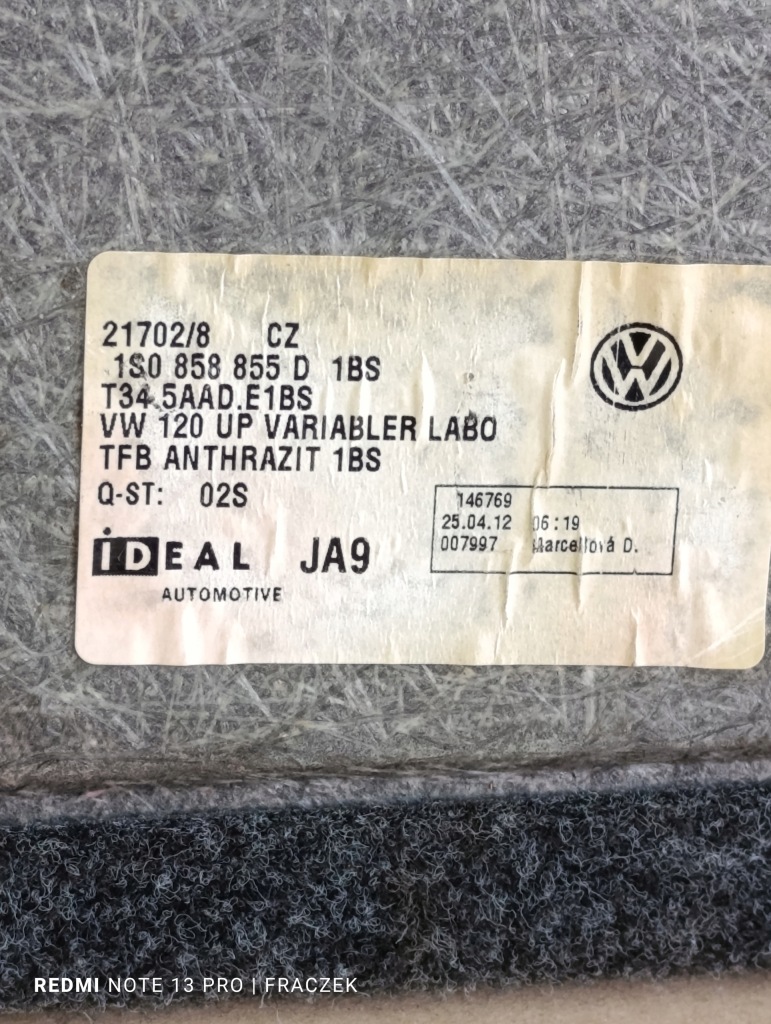 21702/8 CZ
1S0 858 855 D 1BS
T34.5AAD.E1BS
VW 120 UP VARIABLER LABO
TFB ANTHRAZIT 1BS
Q-ST: 02S
146769
25.04.12 06:19
007997 Marcellová D.
IDEAL JA9
AUTOMOTIVE
REDMI NOTE 13 PRO | FRACZEK